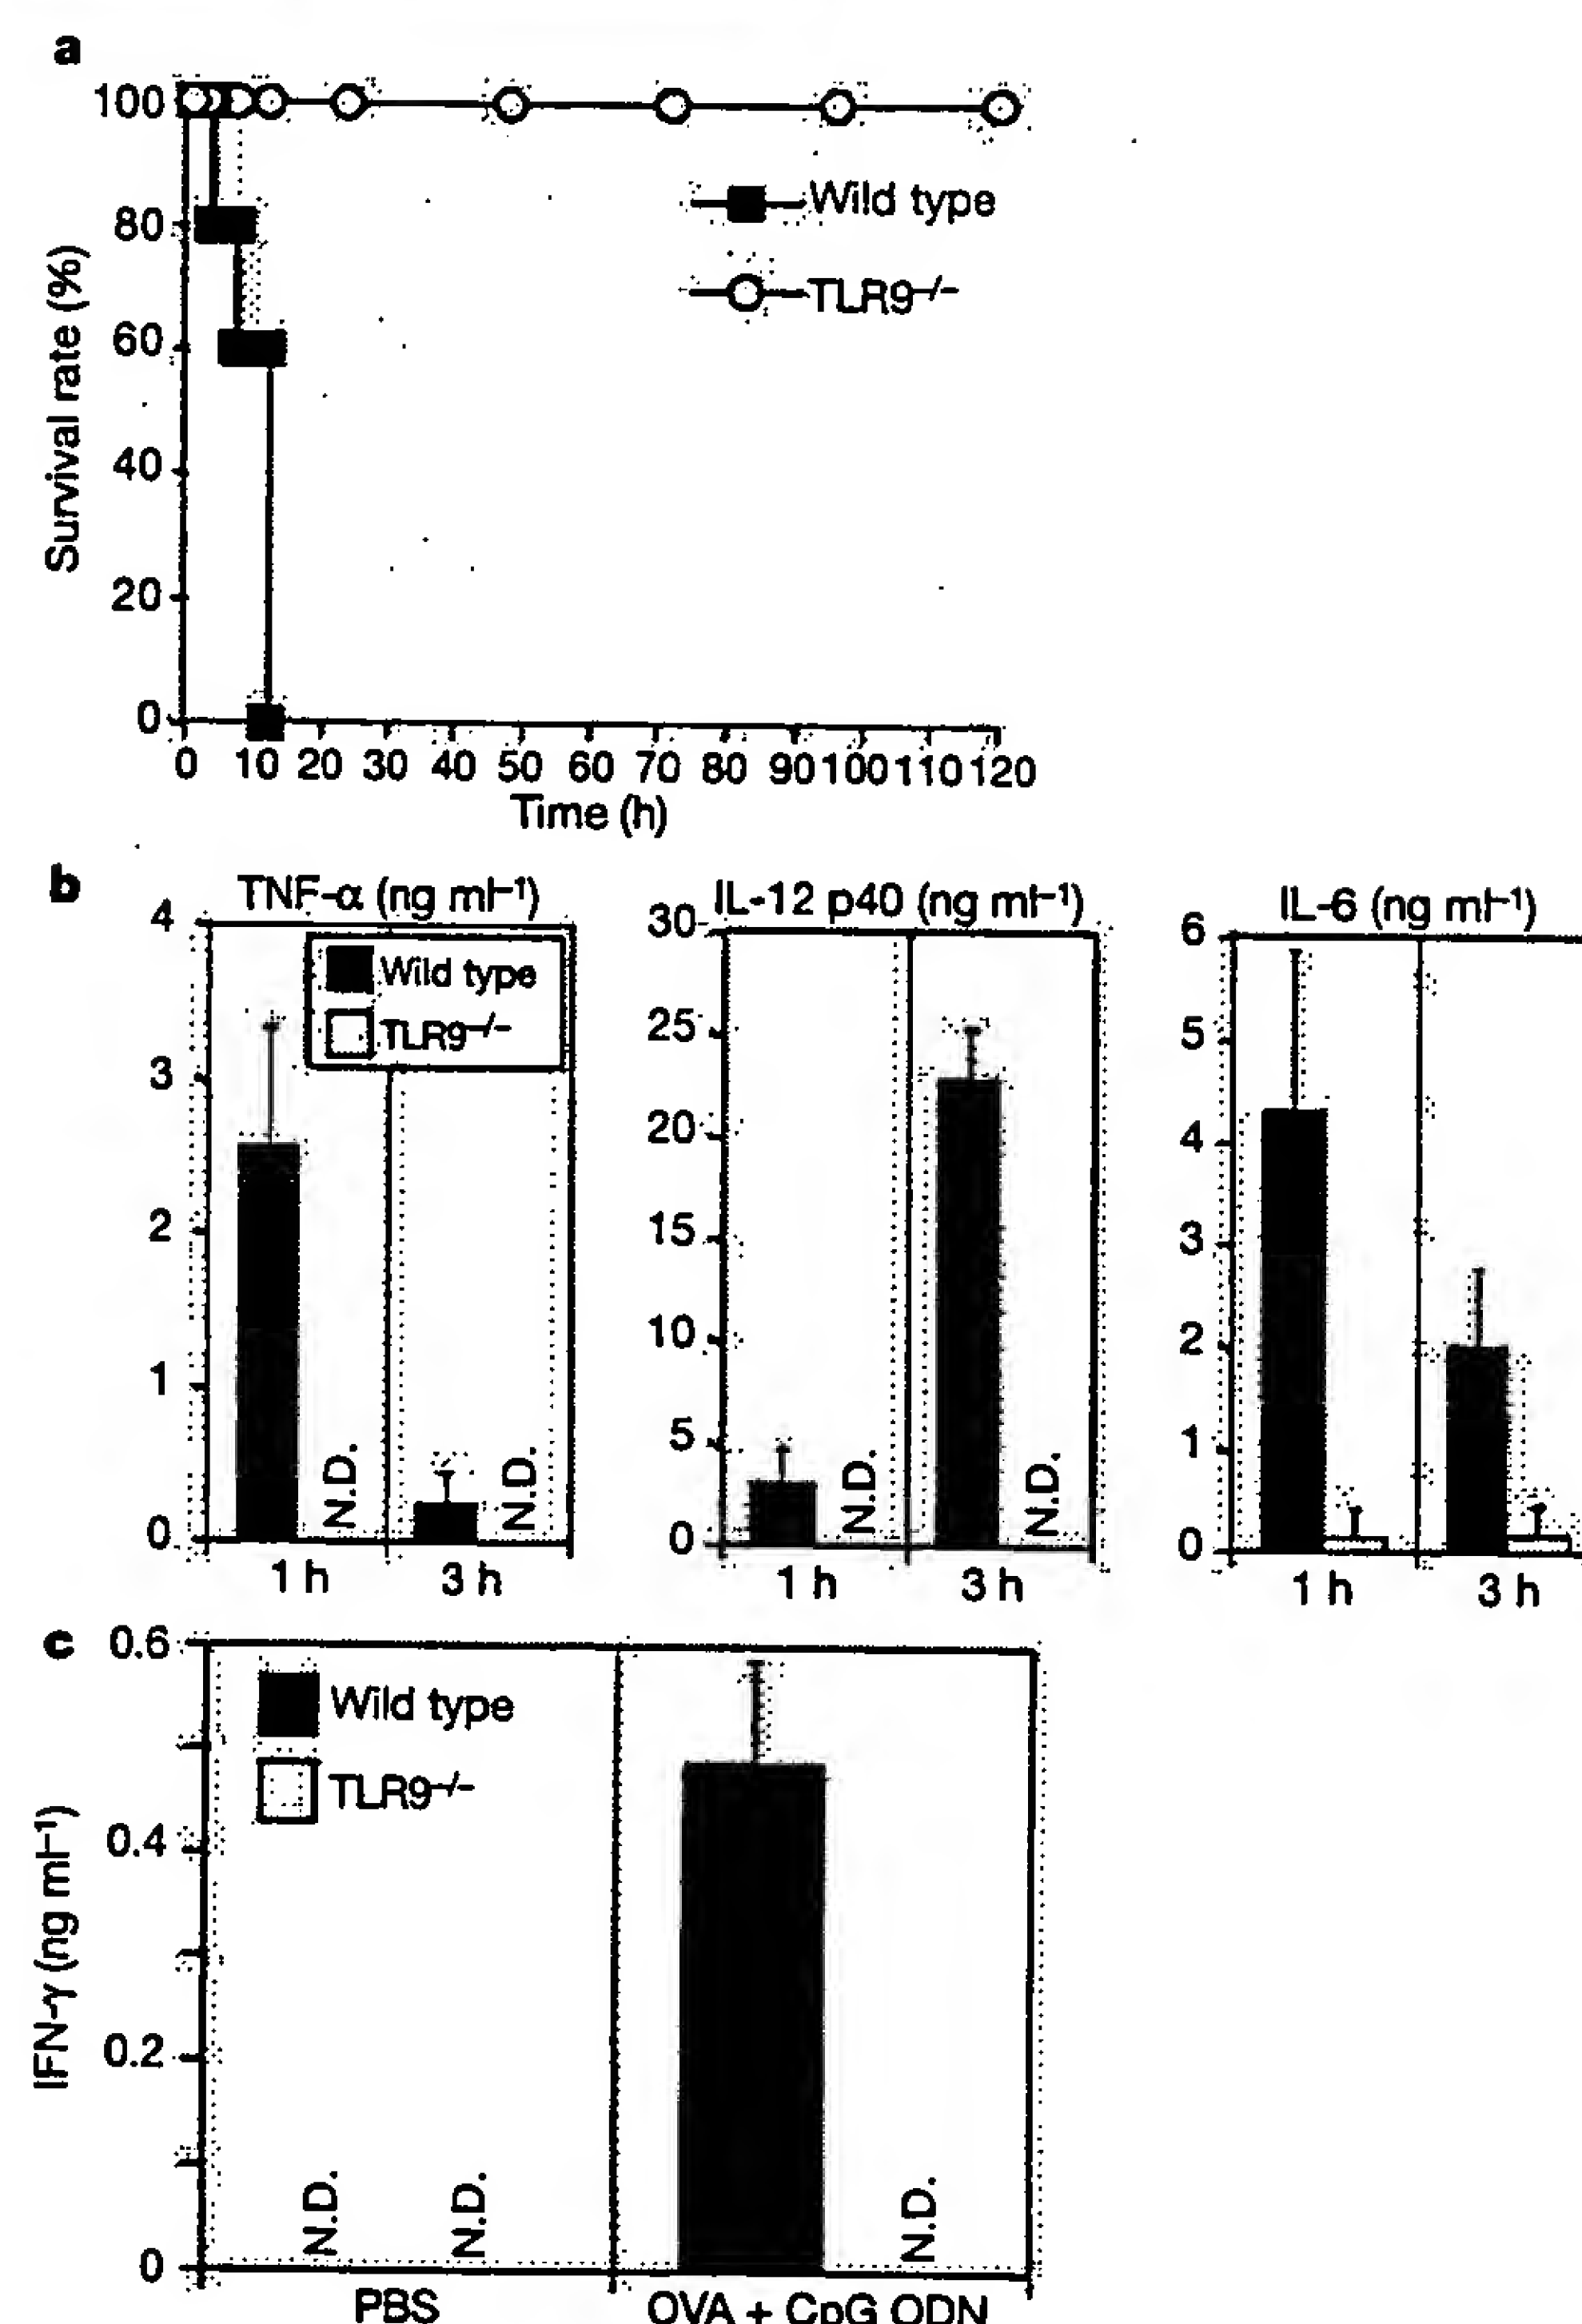 a
100
80
60
40
20
0
Survival rate (%)
Wild type
TLR9⁻/⁻
0 10 20 30 40 50 60 70 80 90 100 110 120
Time (h)
b
TNF-α (ng ml⁻¹)
4
3
2
1
0
Wild type
TLR9⁻/⁻
N.D.
N.D.
1 h 3 h
IL-12 p40 (ng ml⁻¹)
30
25
20
15
10
5
0
N.D.
N.D.
1 h 3 h
IL-6 (ng ml⁻¹)
6
5
4
3
2
1
0
1 h 3 h
c
IFN-γ (ng ml⁻¹)
0.6
0.4
0.2
0
Wild type
TLR9⁻/⁻
N.D.
N.D.
N.D.
PBS OVA + CpG ODN